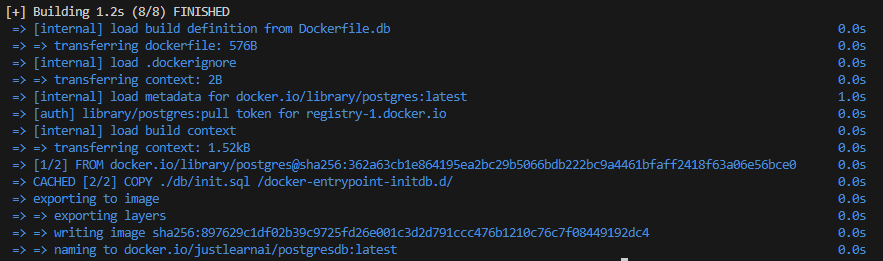 [+] Building 1.2s (8/8) FINISHED
=> [internal] load build definition from Dockerfile.db 0.0s
=> => transferring dockerfile: 576B 0.0s
=> [internal] load .dockerignore 0.0s
=> => transferring context: 2B 0.0s
=> [internal] load metadata for docker.io/library/postgres:latest 1.0s
=> [auth] library/postgres:pull token for registry-1.docker.io 0.0s
=> [internal] load build context 0.0s
=> => transferring context: 1.52kB 0.0s
=> [1/2] FROM docker.io/library/postgres@sha256:362a63cb1e864195ea2bc29b5066bdb222bc9a4461bfaff2418f63a06e56bce0 0.0s
=> CACHED [2/2] COPY ./db/init.sql /docker-entrypoint-initdb.d/ 0.0s
=> exporting to image 0.0s
=> => exporting layers 0.0s
=> => writing image sha256:897629c1df02b39c9725fd26e001c3d2d791ccc476b1210c76c7f08449192dc4 0.0s
=> => naming to docker.io/justlearnai/postgresdb:latest 0.0s